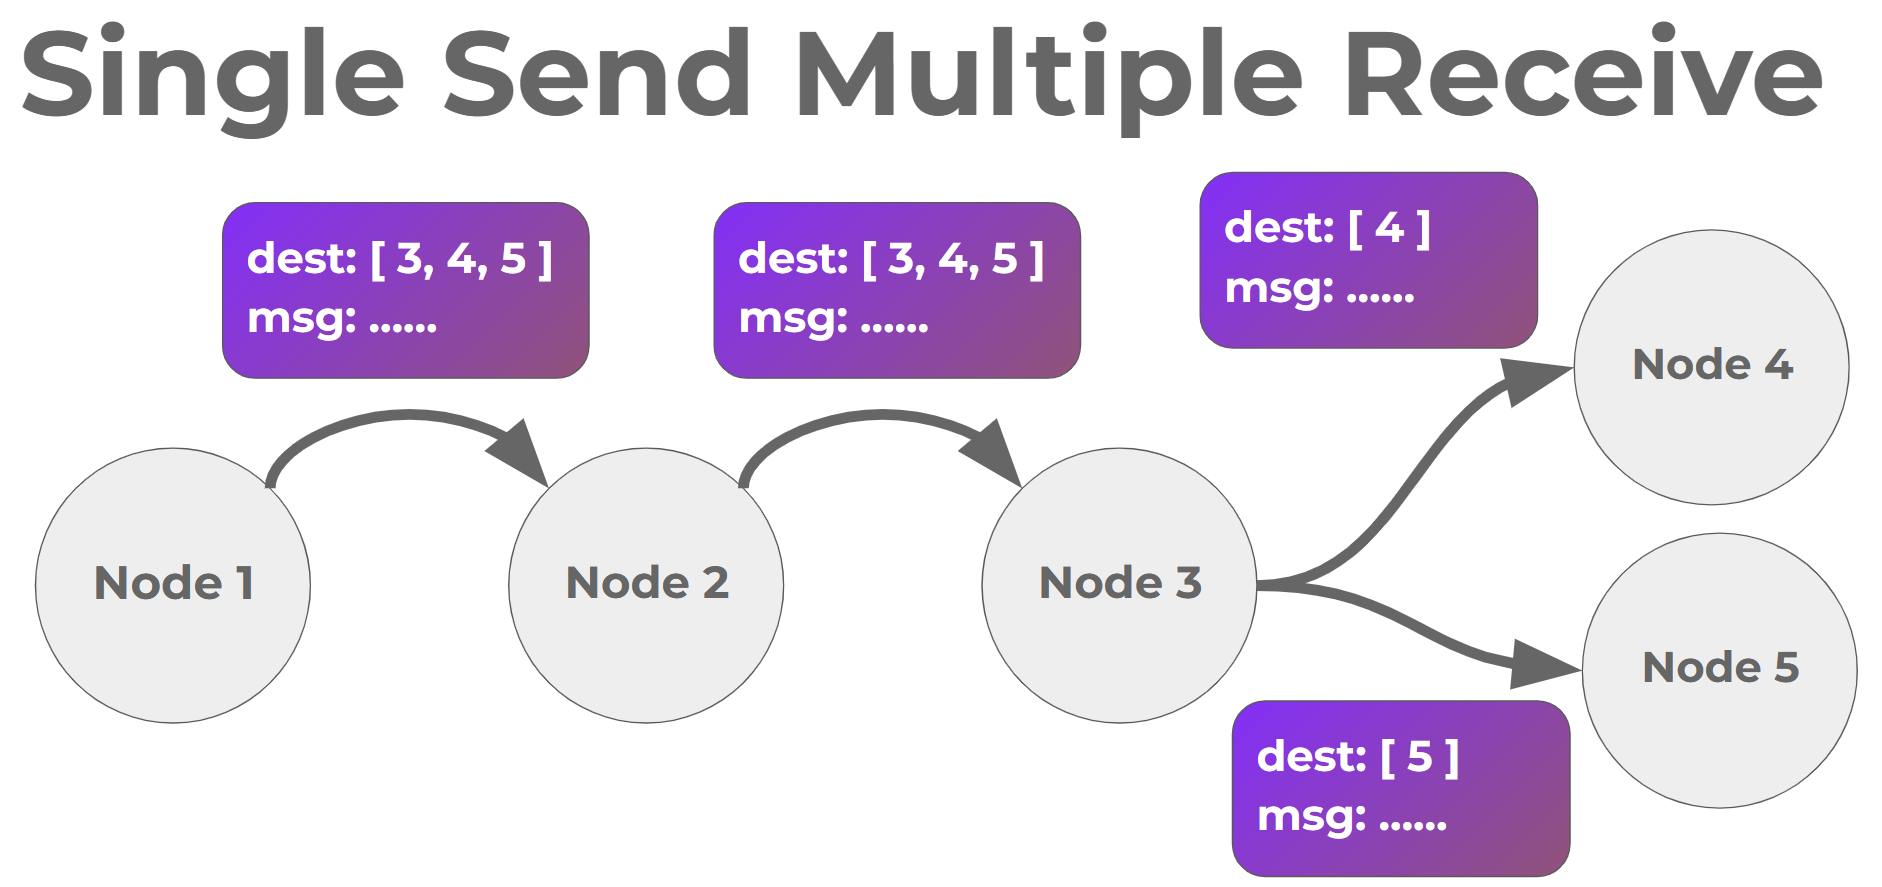 Single Send Multiple Receive
dest: [ 3, 4, 5 ]
msg: ......
dest: [ 3, 4, 5 ]
msg: ......
dest: [ 4 ]
msg: ......
Node 4
Node 1
Node 2
Node 3
Node 5
dest: [ 5 ]
msg: ......